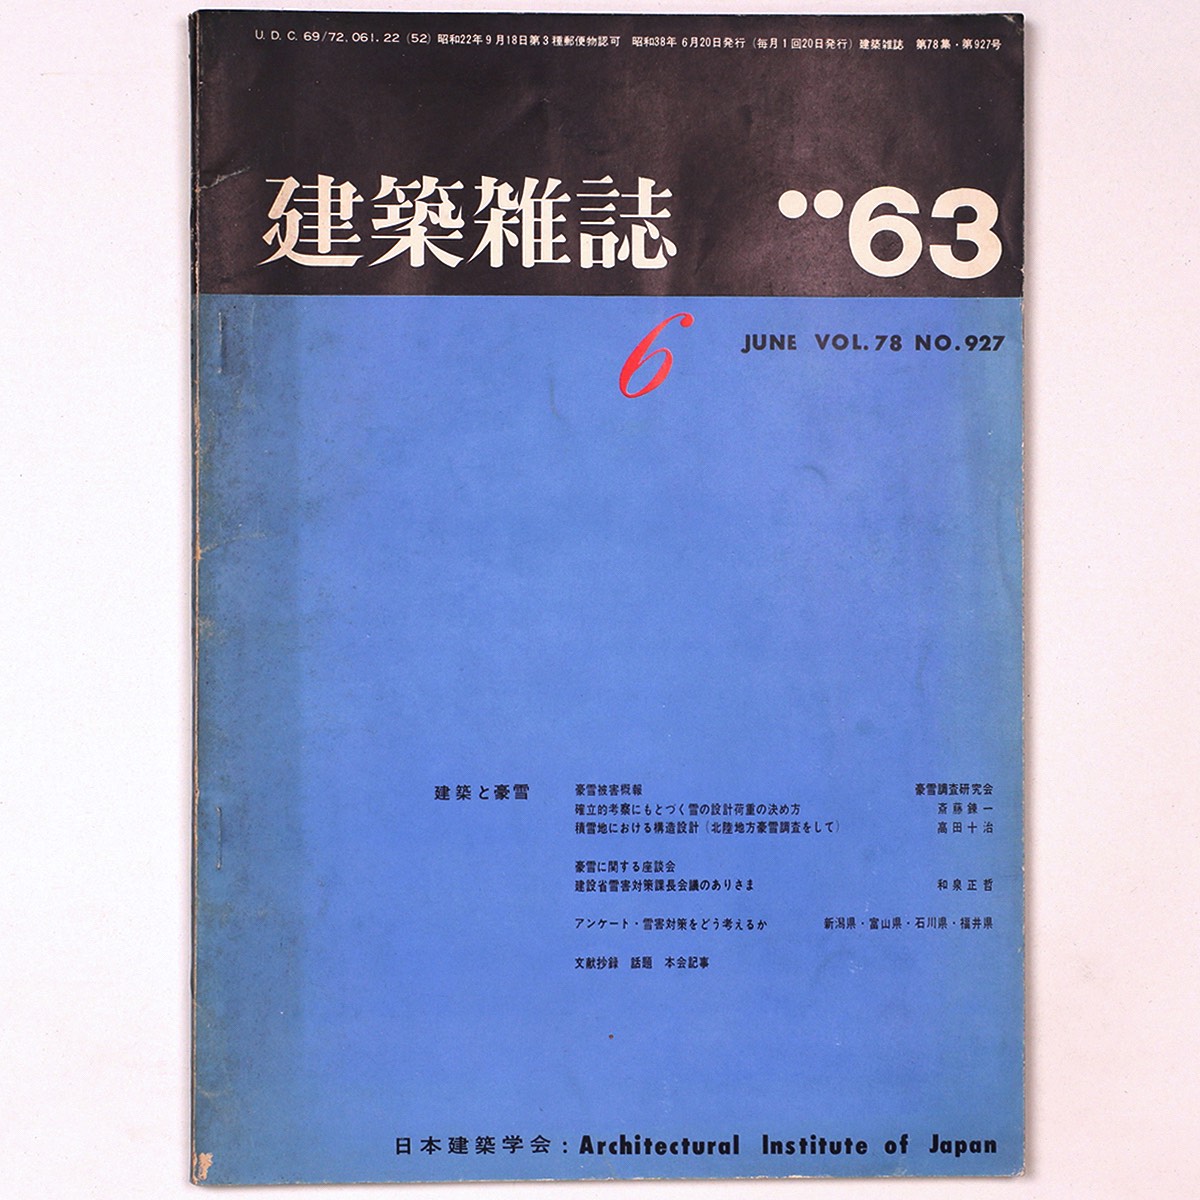 U. D. C. 69/72. 061. 22 (52) 昭和22年9月18日第3種郵便物認可 昭和38年6月20日発行 (毎月1回20日発行) 建築雑誌 第78集・第927号
建築雑誌 ••63
6 JUNE VOL. 78 NO. 927
建築と豪雪 豪雪被害概報 豪雪調査研究会
確立的考察にもとづく雪の設計荷重の決め方 斎藤錬一
積雪地における構造設計 (北陸地方豪雪調査をして) 高田十治
豪雪に関する座談会
建設省雪害対策課長会議のありさま 和泉正哲
アンケート・雪害対策をどう考えるか 新潟県・富山県・石川県・福井県
文献抄録 話題 本会記事
日本建築学会 : Architectural Institute of Japan